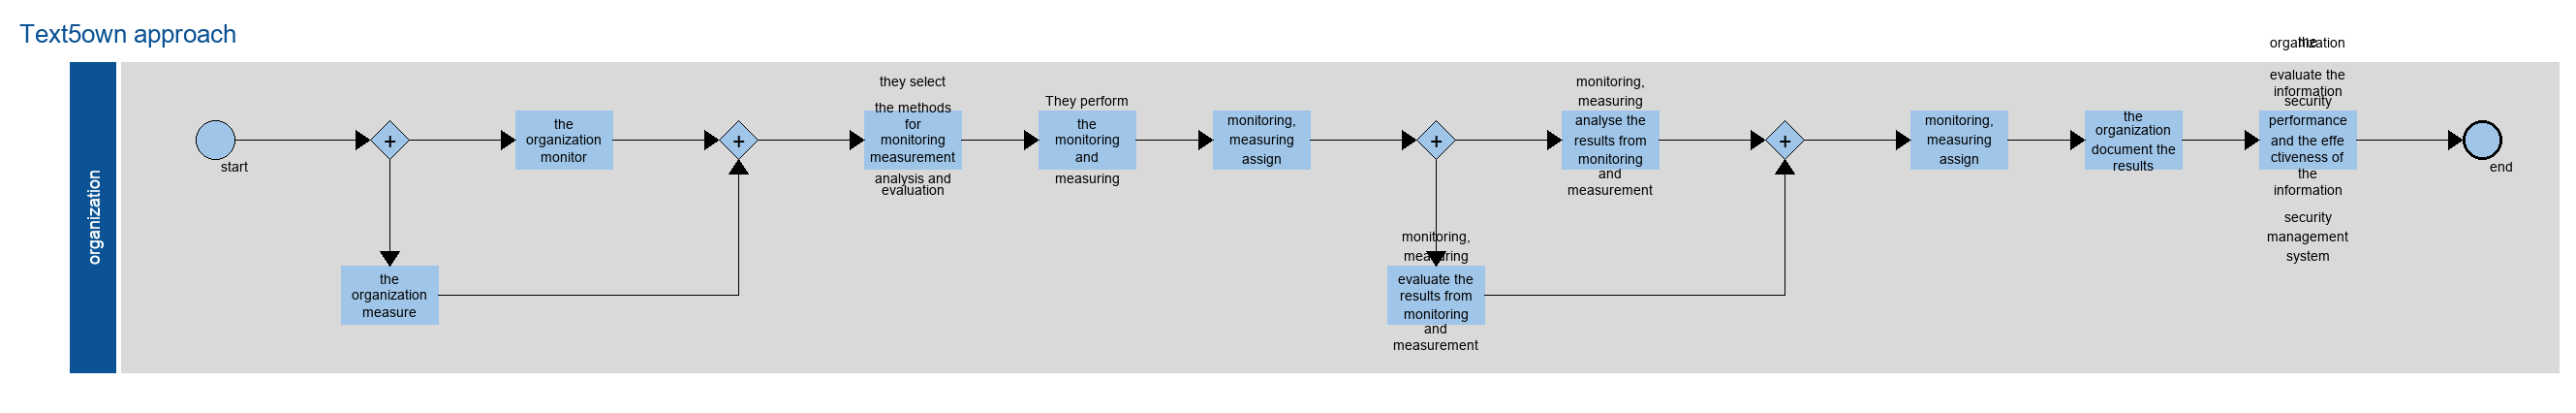 Text5own approach
organization
start
+
the
organization
monitor
the
organization
measure
+
they select
the methods
for
monitoring
measurement
analysis and
evaluation
They perform
the
monitoring
and
measuring
monitoring,
measuring
assign
+
monitoring,
measuring
analyse the
results from
monitoring
and
measurement
monitoring,
measuring
evaluate the
results from
monitoring
and
measurement
+
monitoring,
measuring
assign
the
organization
document the
results
the
organization
evaluate the
information
security
performance
and the effe
ctiveness of
the
information
security
management
system
end